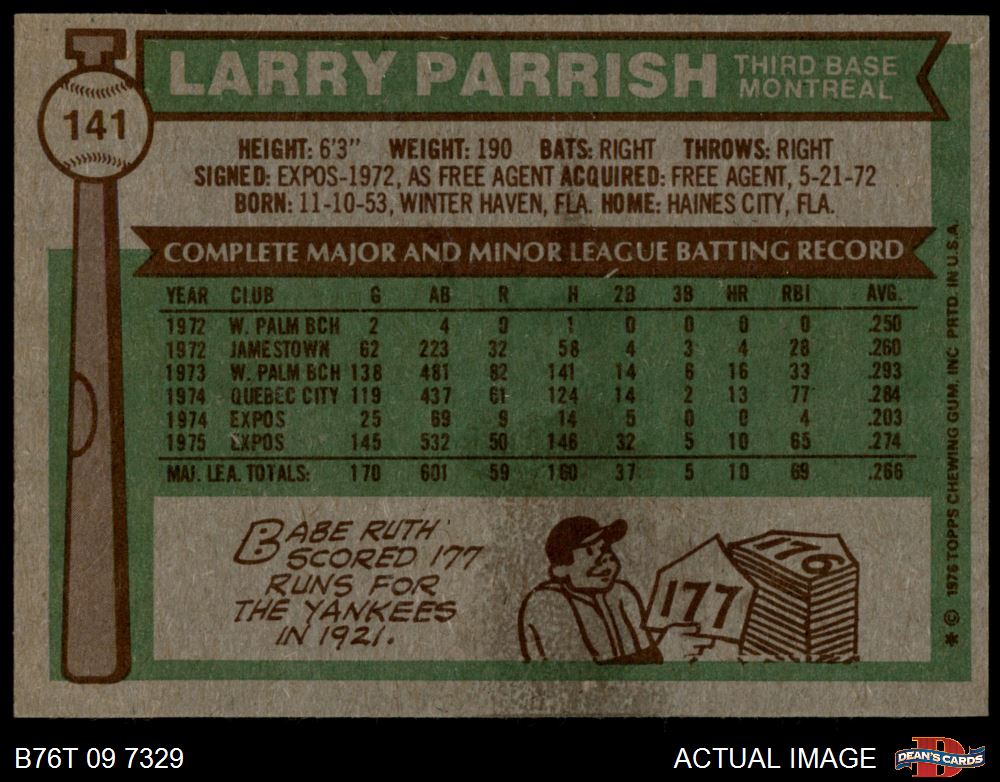 LARRY PARRISH
THIRD BASE
MONTREAL
141
HEIGHT: 6'3" WEIGHT: 190 BATS: RIGHT THROWS: RIGHT
SIGNED: EXPOS-1972, AS FREE AGENT ACQUIRED: FREE AGENT, 5-21-72
BORN: 11-10-53, WINTER HAVEN, FLA. HOME: HAINES CITY, FLA.
COMPLETE MAJOR AND MINOR LEAGUE BATTING RECORD
YEAR CLUB G AB R H 2B 3B HR RBI AVG.
1972 W. PALM BCH 2 4 0 1 0 0 0 0 .250
1972 JAMESTOWN 62 223 32 58 4 3 4 28 .260
1973 W. PALM BCH 138 481 82 141 14 6 16 33 .293
1974 QUEBEC CITY 119 437 61 124 14 2 13 77 .284
1974 EXPOS 25 69 9 14 5 0 0 4 .203
1975 EXPOS 145 532 50 146 32 5 10 65 .274
MAJ. LEA. TOTALS: 170 601 59 160 37 5 10 69 .266
BABE RUTH
SCORED 177
RUNS FOR
THE YANKEES
IN 1921.
177
176
* © 1976 TOPPS CHEWING GUM, INC PRTD. IN U.S.A.
B76T 09 7329
ACTUAL IMAGE
D
DEAN'S CARDS